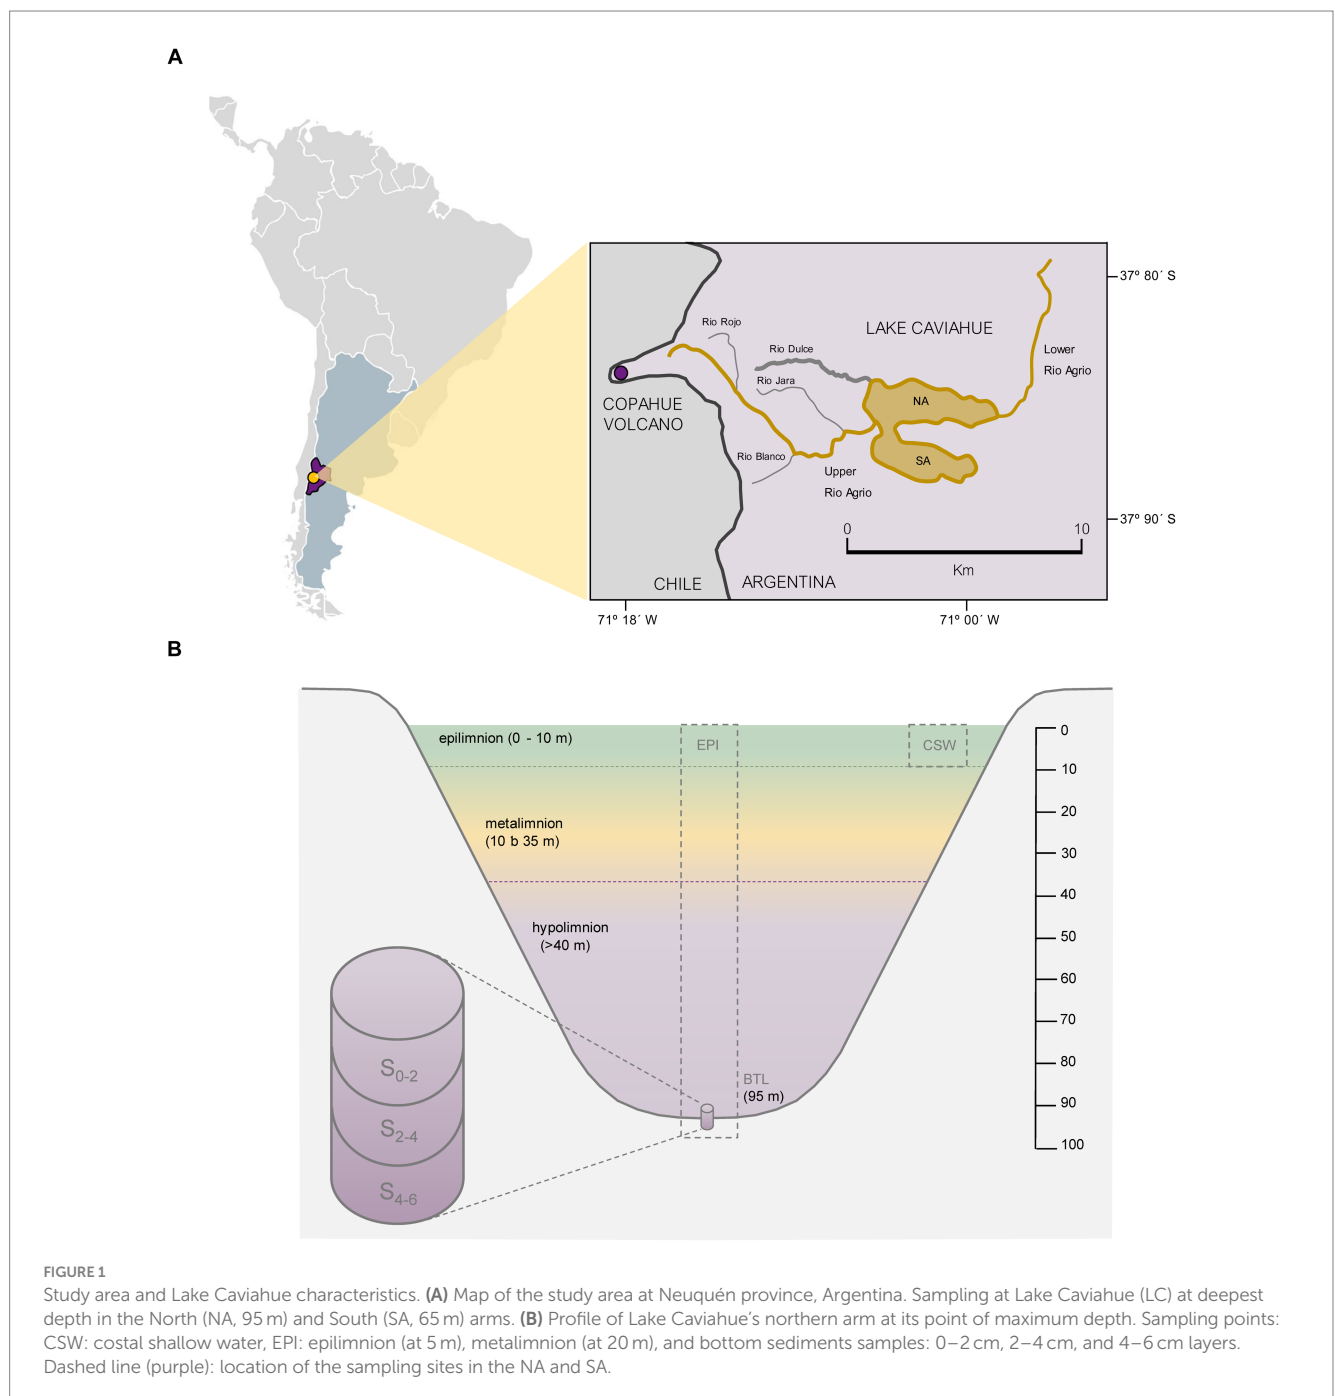 A
37º 80´ S
Rio Rojo
LAKE CAVIAHUE
Rio Dulce
Lower
Rio Agrio
Rio Jara
NA
COPAHUE
VOLCANO
Rio Blanco
SA
Upper
Rio Agrio
37º 90´ S
0 10
Km
CHILE ARGENTINA
71º 18´ W 71º 00´ W
B
epilimnion (0 - 10 m)
EPI
CSW
0
10
20
30
40
50
60
70
80
90
100
metalimnion
(10 b 35 m)
hypolimnion
(>40 m)
S0-2
S2-4
S4-6
BTL
(95 m)
FIGURE 1
Study area and Lake Caviahue characteristics. (A) Map of the study area at Neuquén province, Argentina. Sampling at Lake Caviahue (LC) at deepest
depth in the North (NA, 95 m) and South (SA, 65 m) arms. (B) Profile of Lake Caviahue’s northern arm at its point of maximum depth. Sampling points:
CSW: costal shallow water, EPI: epilimnion (at 5 m), metalimnion (at 20 m), and bottom sediments samples: 0–2 cm, 2–4 cm, and 4–6 cm layers.
Dashed line (purple): location of the sampling sites in the NA and SA.